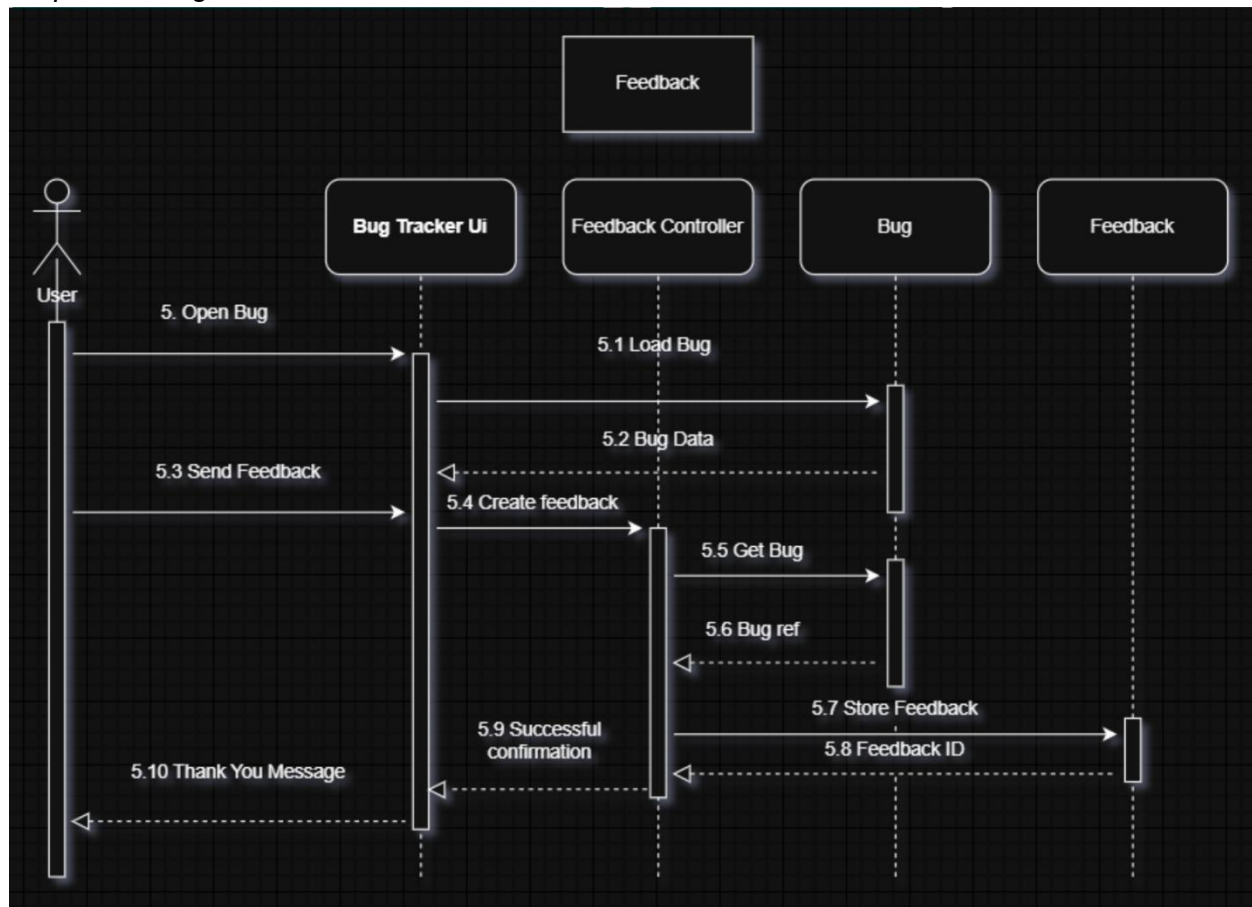 Feedback
Bug Tracker Ui
Feedback Controller
Bug
Feedback
User
5. Open Bug
5.1 Load Bug
5.2 Bug Data
5.3 Send Feedback
5.4 Create feedback
5.5 Get Bug
5.6 Bug ref
5.7 Store Feedback
5.8 Feedback ID
5.9 Successful
confirmation
5.10 Thank You Message